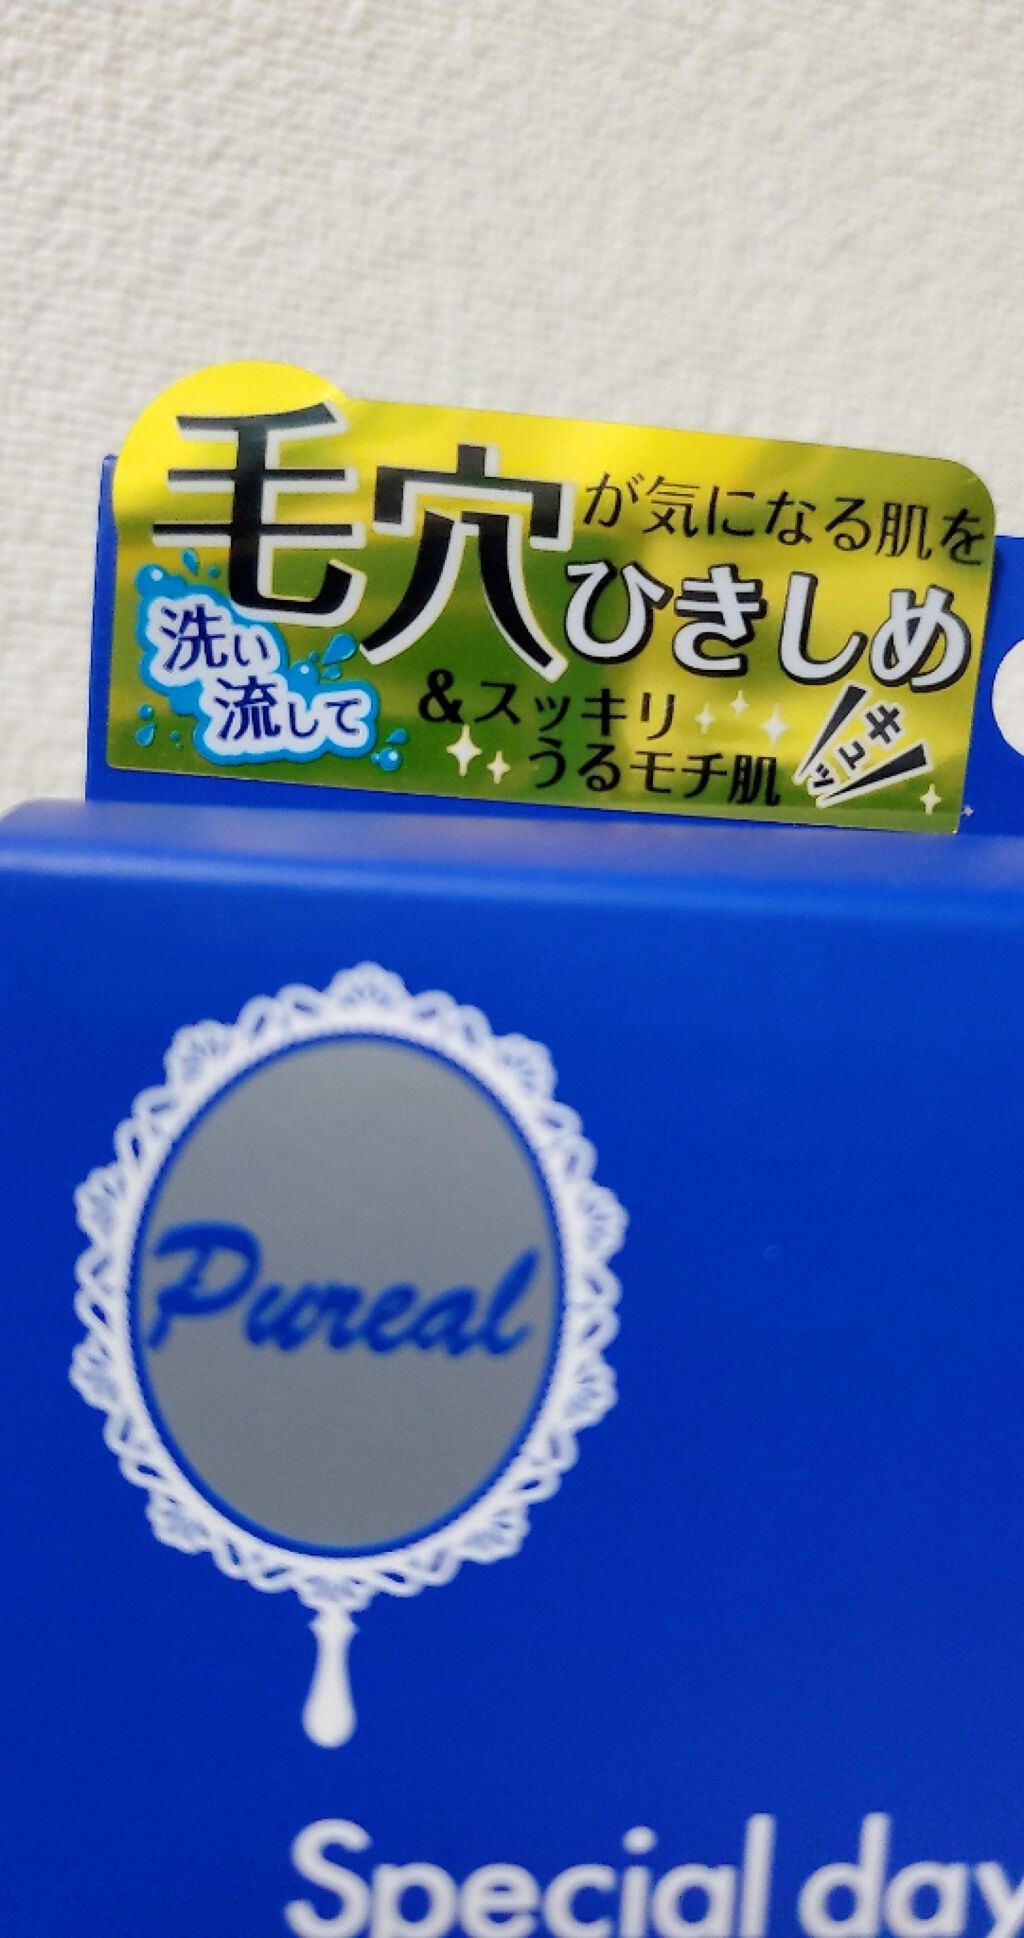 毛穴が気になる肌を
ひきしめ
洗い
流して
&スッキリ
うるモチ肌
キュッ
Pureal
Special day